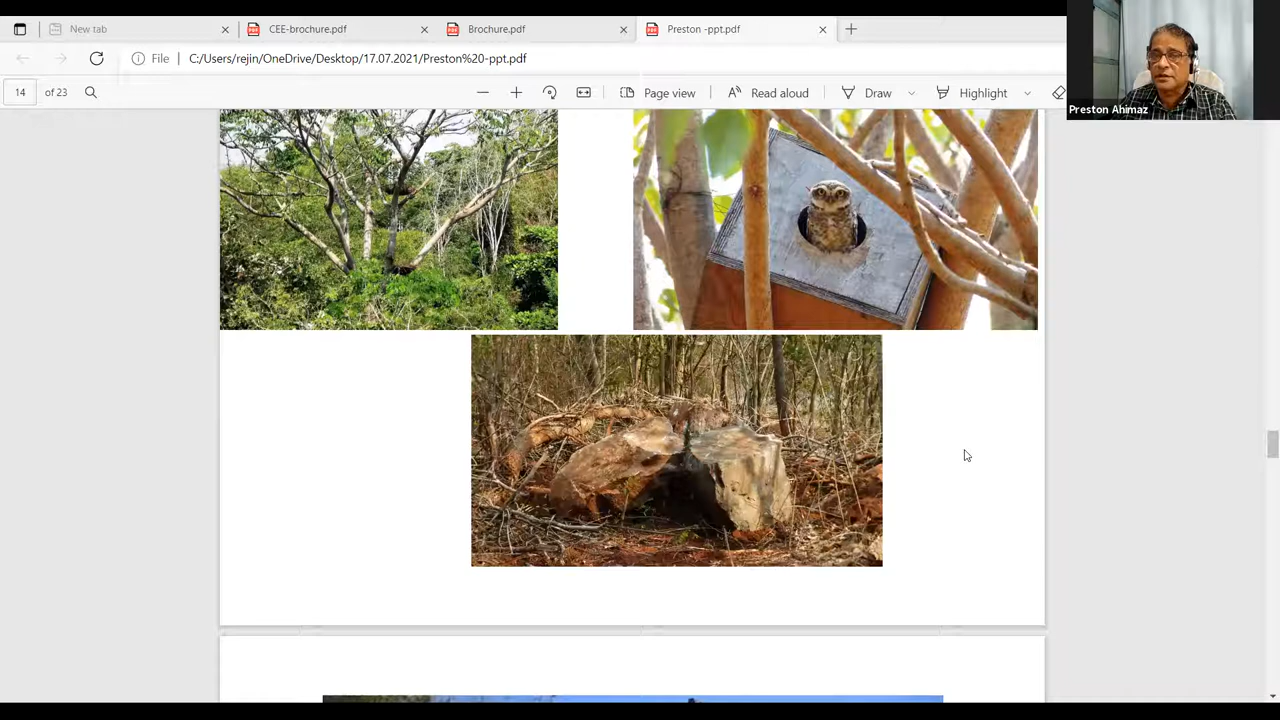 New tab
CEE-brochure.pdf
Brochure.pdf
Preston -ppt.pdf
File
C:/Users/rejin/OneDrive/Desktop/17.07.2021/Preston%20-ppt.pdf
14 of 23
Page view
Read aloud
Draw
Highlight
Preston Ahimaz